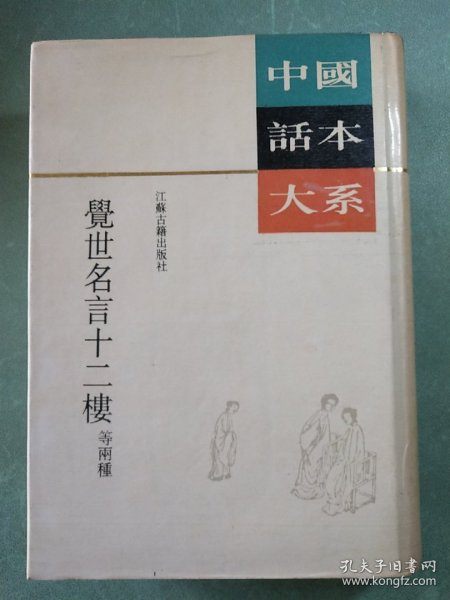 中國
話本
大系
江蘇古籍出版社
覺世名言十二樓等兩種
孔夫子旧书网
www.kongfz.com